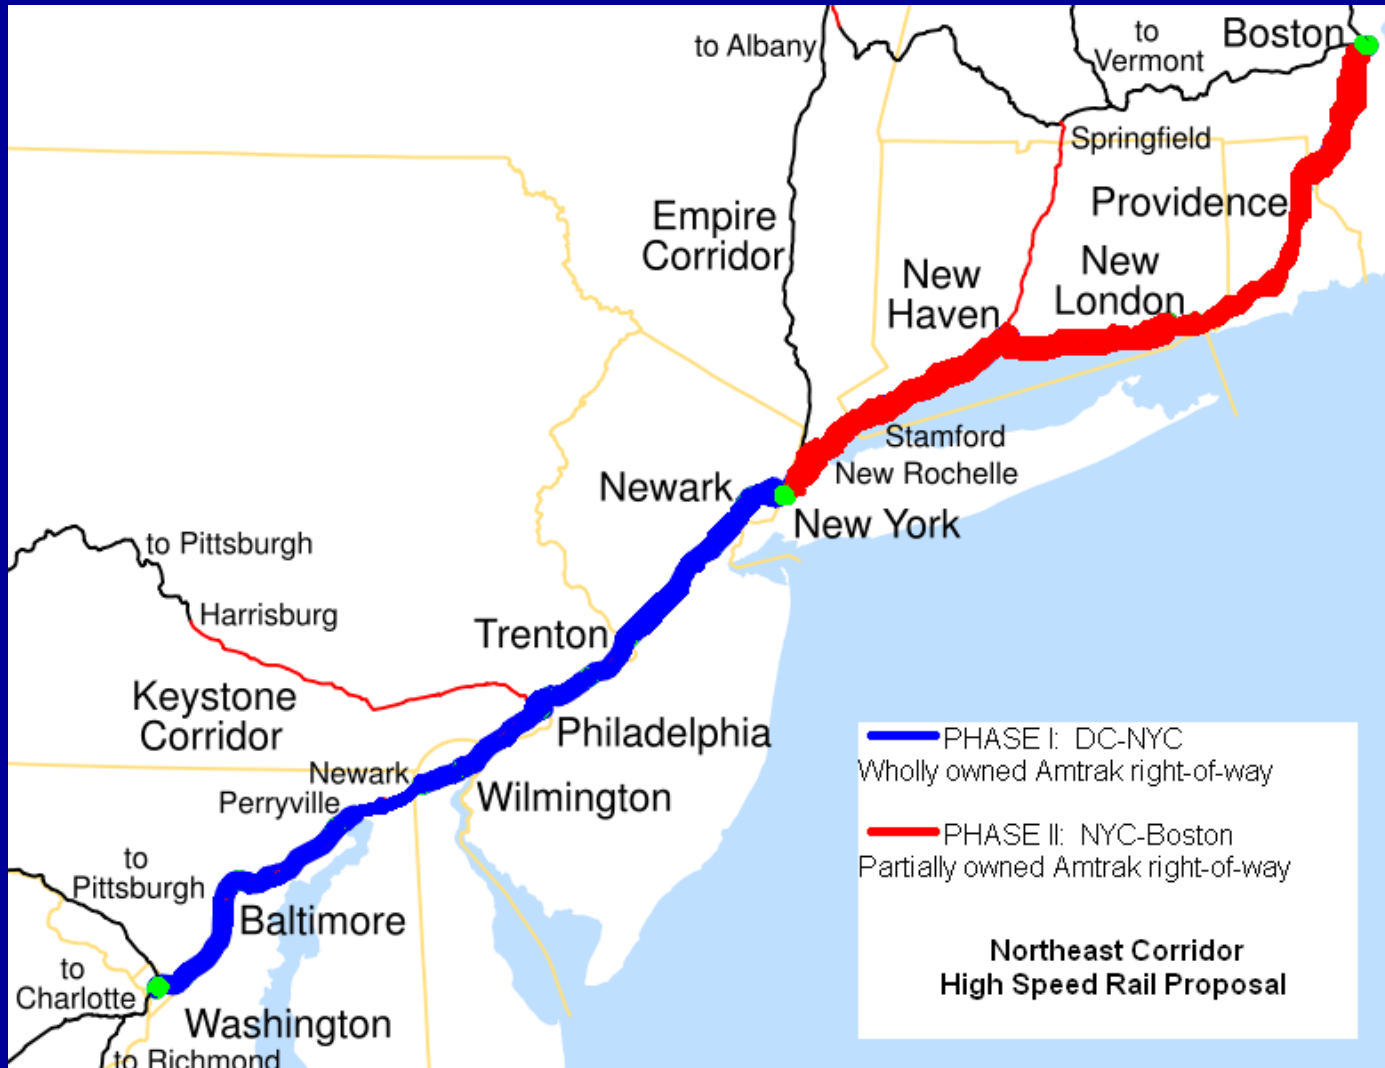 to Albany
to
Vermont
Boston
Springfield
Providence
Empire
Corridor
New
Haven
New
London
Stamford
New Rochelle
Newark
New York
to Pittsburgh
Harrisburg
Trenton
Keystone
Corridor
Philadelphia
Newark
Perryville
Wilmington
to
Pittsburgh
Baltimore
to
Charlotte
Washington
to Richmond
PHASE I: DC-NYC
Wholly owned Amtrak right-of-way
PHASE II: NYC-Boston
Partially owned Amtrak right-of-way
Northeast Corridor
High Speed Rail Proposal